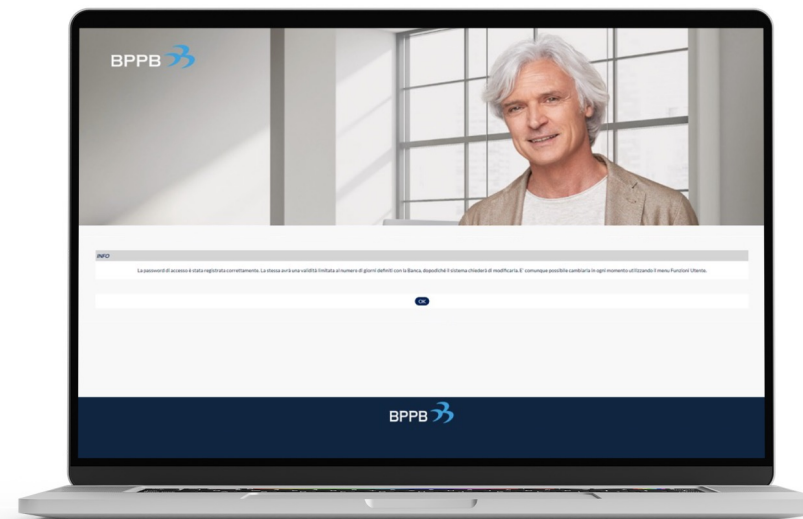 BPPB
INFO
La password di accesso è stata registrata correttamente. La stessa avrà una validità limitata al numero di giorni definiti con la Banca, dopodiché il sistema chiederà di modificarla. E' comunque possibile cambiarla in ogni momento utilizzando il menu Funzioni Utente.
OK
BPPB